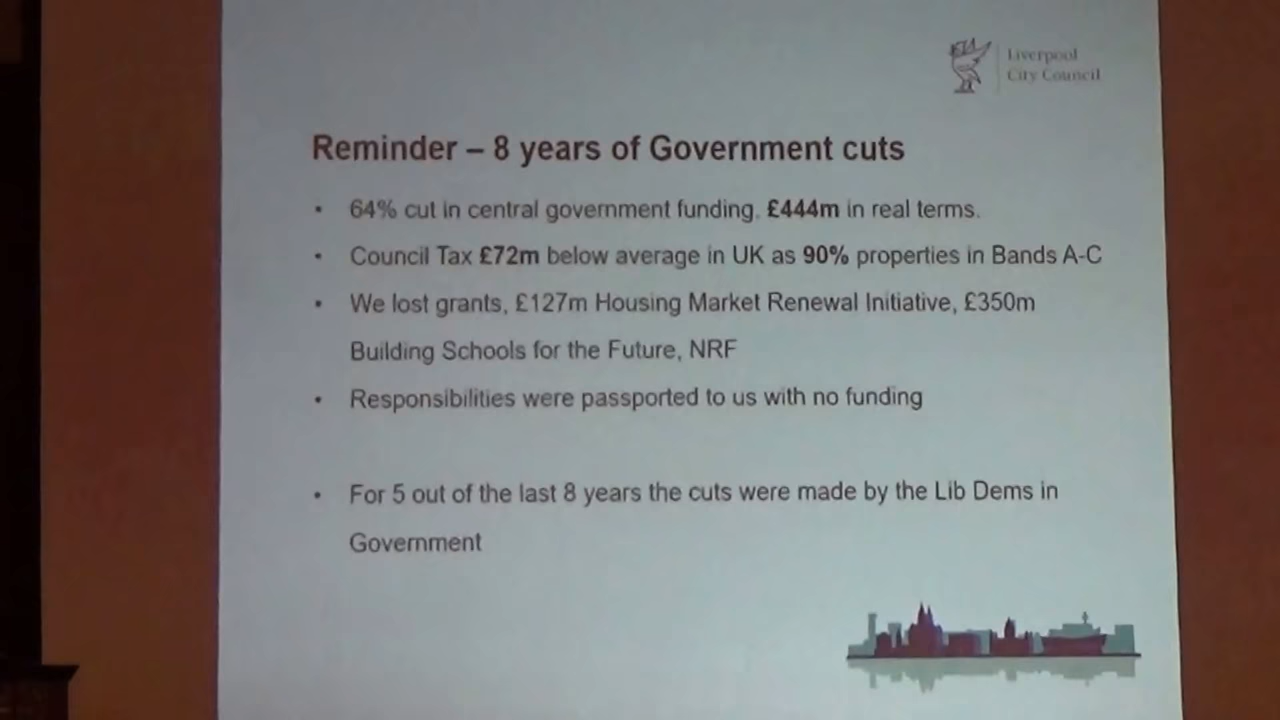 Liverpool
City Council
Reminder – 8 years of Government cuts
• 64% cut in central government funding, £444m in real terms.
• Council Tax £72m below average in UK as 90% properties in Bands A-C
• We lost grants, £127m Housing Market Renewal Initiative, £350m
Building Schools for the Future, NRF
• Responsibilities were passported to us with no funding
• For 5 out of the last 8 years the cuts were made by the Lib Dems in
Government